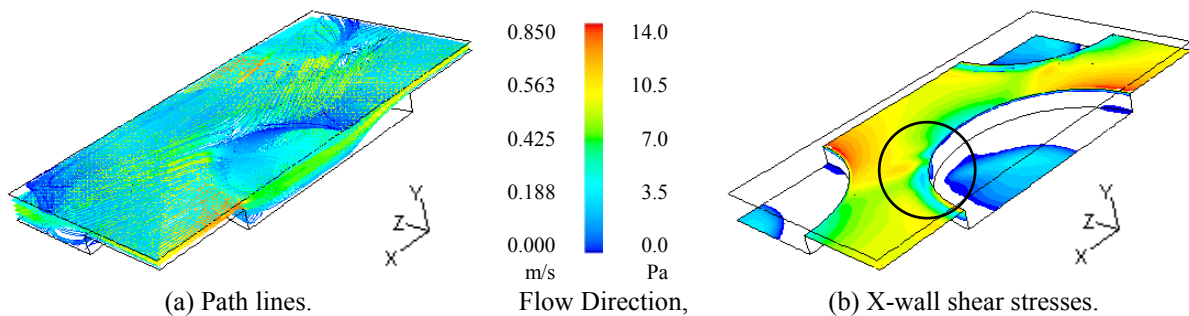 0.850
0.563
0.425
0.188
0.000
m/s
14.0
10.5
7.0
3.5
0.0
Pa
Y
Z
X
Y
Z
X
(a) Path lines.
Flow Direction,
(b) X-wall shear stresses.